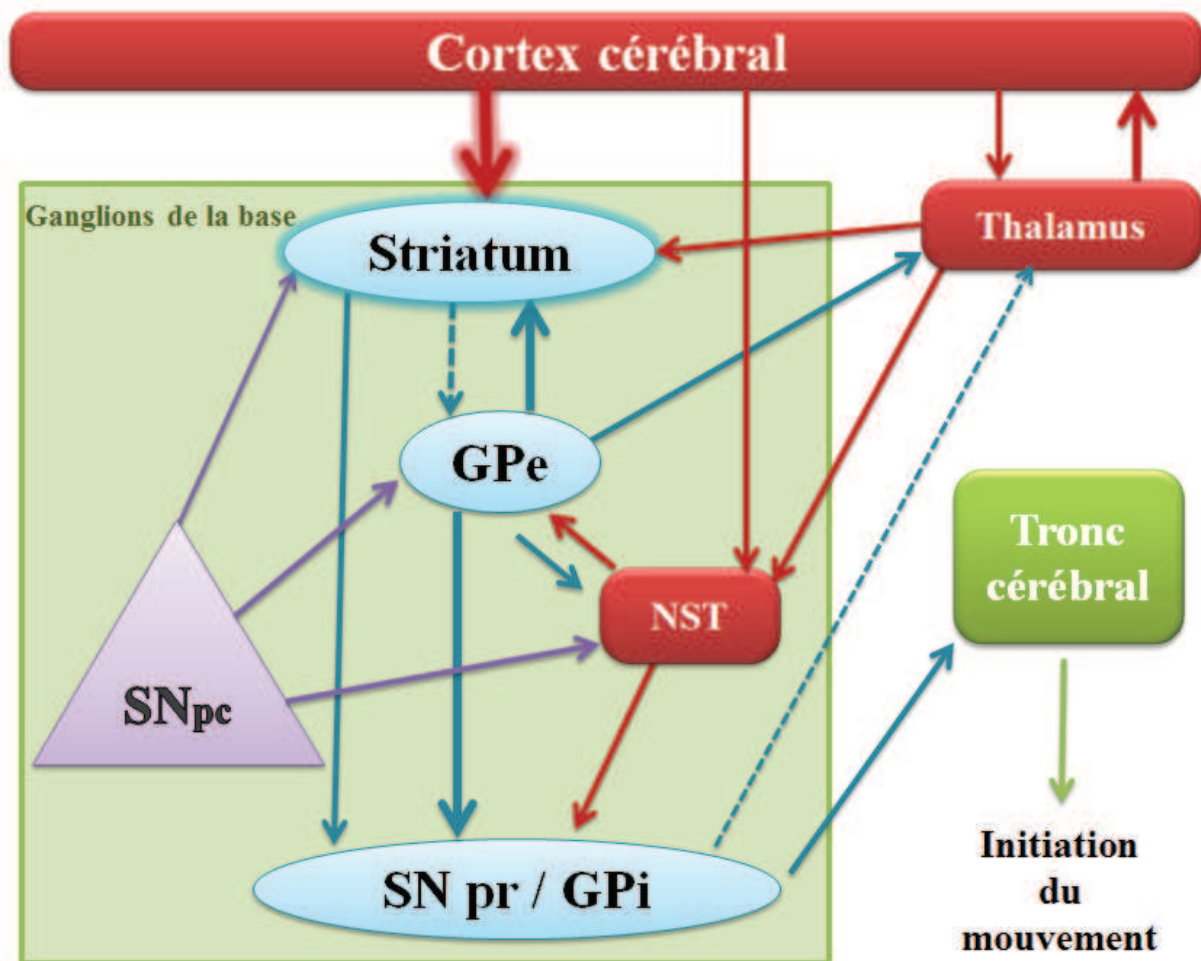 Cortex cérébral
Ganglions de la base
Striatum
Thalamus
GPe
Tronc
cérébral
NST
SNpc
SN pr / GPi
Initiation
du
mouvement